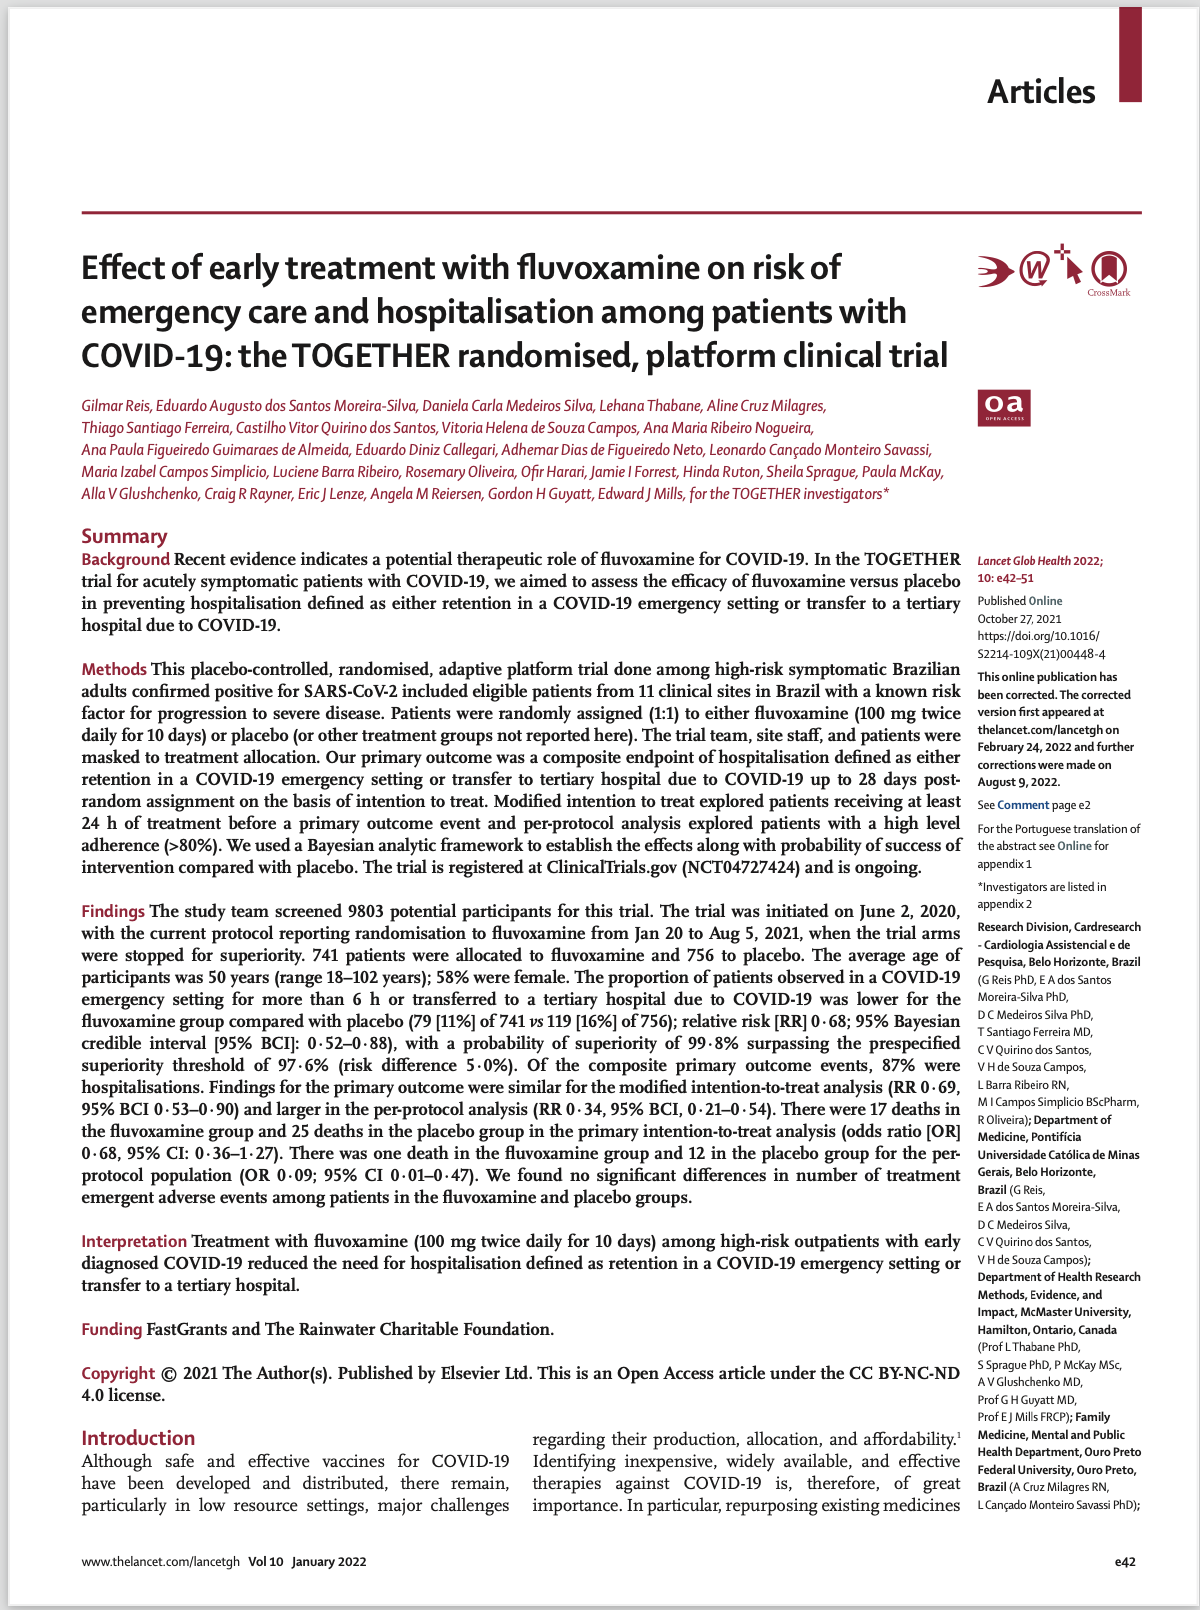 Articles
Effect of early treatment with fluvoxamine on risk of
emergency care and hospitalisation among patients with
COVID-19: the TOGETHER randomised, platform clinical trial
W
CrossMark
oa
OPEN ACCESS
Gilmar Reis, Eduardo Augusto dos Santos Moreira-Silva, Daniela Carla Medeiros Silva, Lehana Thabane, Aline Cruz Milagres,
Thiago Santiago Ferreira, Castilho Vitor Quirino dos Santos, Vitoria Helena de Souza Campos, Ana Maria Ribeiro Nogueira,
Ana Paula Figueiredo Guimaraes de Almeida, Eduardo Diniz Callegari, Adhemar Dias de Figueiredo Neto, Leonardo Cançado Monteiro Savassi,
Maria Izabel Campos Simplicio, Luciene Barra Ribeiro, Rosemary Oliveira, Ofir Harari, Jamie I Forrest, Hinda Ruton, Sheila Sprague, Paula McKay,
Alla V Glushchenko, Craig R Rayner, Eric J Lenze, Angela M Reiersen, Gordon H Guyatt, Edward J Mills, for the TOGETHER investigators*
Summary
Background Recent evidence indicates a potential therapeutic role of fluvoxamine for COVID-19. In the TOGETHER
trial for acutely symptomatic patients with COVID-19, we aimed to assess the efficacy of fluvoxamine versus placebo
in preventing hospitalisation defined as either retention in a COVID-19 emergency setting or transfer to a tertiary
hospital due to COVID-19.
Methods This placebo-controlled, randomised, adaptive platform trial done among high-risk symptomatic Brazilian
adults confirmed positive for SARS-CoV-2 included eligible patients from 11 clinical sites in Brazil with a known risk
factor for progression to severe disease. Patients were randomly assigned (1:1) to either fluvoxamine (100 mg twice
daily for 10 days) or placebo (or other treatment groups not reported here). The trial team, site staff, and patients were
masked to treatment allocation. Our primary outcome was a composite endpoint of hospitalisation defined as either
retention in a COVID-19 emergency setting or transfer to tertiary hospital due to COVID-19 up to 28 days post-
random assignment on the basis of intention to treat. Modified intention to treat explored patients receiving at least
24 h of treatment before a primary outcome event and per-protocol analysis explored patients with a high level
adherence (>80%). We used a Bayesian analytic framework to establish the effects along with probability of success of
intervention compared with placebo. The trial is registered at ClinicalTrials.gov (NCT04727424) and is ongoing.
Findings The study team screened 9803 potential participants for this trial. The trial was initiated on June 2, 2020,
with the current protocol reporting randomisation to fluvoxamine from Jan 20 to Aug 5, 2021, when the trial arms
were stopped for superiority. 741 patients were allocated to fluvoxamine and 756 to placebo. The average age of
participants was 50 years (range 18–102 years); 58% were female. The proportion of patients observed in a COVID-19
emergency setting for more than 6 h or transferred to a tertiary hospital due to COVID-19 was lower for the
fluvoxamine group compared with placebo (79 [11%] of 741 vs 119 [16%] of 756); relative risk [RR] 0·68; 95% Bayesian
credible interval [95% BCI]: 0·52–0·88), with a probability of superiority of 99·8% surpassing the prespecified
superiority threshold of 97·6% (risk difference 5·0%). Of the composite primary outcome events, 87% were
hospitalisations. Findings for the primary outcome were similar for the modified intention-to-treat analysis (RR 0·69,
95% BCI 0·53–0·90) and larger in the per-protocol analysis (RR 0·34, 95% BCI, 0·21–0·54). There were 17 deaths in
the fluvoxamine group and 25 deaths in the placebo group in the primary intention-to-treat analysis (odds ratio [OR]
0·68, 95% CI: 0·36–1·27). There was one death in the fluvoxamine group and 12 in the placebo group for the per-
protocol population (OR 0·09; 95% CI 0·01–0·47). We found no significant differences in number of treatment
emergent adverse events among patients in the fluvoxamine and placebo groups.
Interpretation Treatment with fluvoxamine (100 mg twice daily for 10 days) among high-risk outpatients with early
diagnosed COVID-19 reduced the need for hospitalisation defined as retention in a COVID-19 emergency setting or
transfer to a tertiary hospital.
Funding FastGrants and The Rainwater Charitable Foundation.
Copyright © 2021 The Author(s). Published by Elsevier Ltd. This is an Open Access article under the CC BY-NC-ND
4.0 license.
Introduction
Although safe and effective vaccines for COVID-19
have been developed and distributed, there remain,
particularly in low resource settings, major challenges
regarding their production, allocation, and affordability.1
Identifying inexpensive, widely available, and effective
therapies against COVID-19 is, therefore, of great
importance. In particular, repurposing existing medicines
Lancet Glob Health 2022;
10: e42–51
Published Online
October 27, 2021
https://doi.org/10.1016/
S2214-109X(21)00448-4
This online publication has
been corrected. The corrected
version first appeared at
thelancet.com/lancetgh on
February 24, 2022 and further
corrections were made on
August 9, 2022.
See Comment page e2
For the Portuguese translation of
the abstract see Online for
appendix 1
*Investigators are listed in
appendix 2
Research Division, Cardresearch
- Cardiologia Assistencial e de
Pesquisa, Belo Horizonte, Brazil
(G Reis PhD, E A dos Santos
Moreira-Silva PhD,
D C Medeiros Silva PhD,
T Santiago Ferreira MD,
C V Quirino dos Santos,
V H de Souza Campos,
L Barra Ribeiro RN,
M I Campos Simplicio BScPharm,
R Oliveira); Department of
Medicine, Pontifícia
Universidade Católica de Minas
Gerais, Belo Horizonte,
Brazil (G Reis,
E A dos Santos Moreira-Silva,
D C Medeiros Silva,
C V Quirino dos Santos,
V H de Souza Campos);
Department of Health Research
Methods, Evidence, and
Impact, McMaster University,
Hamilton, Ontario, Canada
(Prof L Thabane PhD,
S Sprague PhD, P McKay MSc,
A V Glushchenko MD,
Prof G H Guyatt MD,
Prof E J Mills FRCP); Family
Medicine, Mental and Public
Health Department, Ouro Preto
Federal University, Ouro Preto,
Brazil (A Cruz Milagres RN,
L Cançado Monteiro Savassi PhD);
www.thelancet.com/lancetgh Vol 10 January 2022
e42